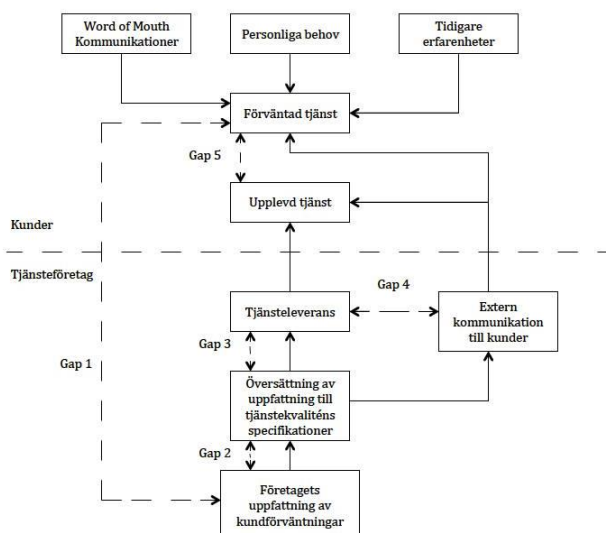 Word of Mouth
Kommunikationer
Personliga behov
Tidigare
erfarenheter
Förväntad tjänst
Gap 5
Upplevd tjänst
Kunder
Tjänsteföretag
Gap 4
Tjänsteleverans
Extern
kommunikation
till kunder
Gap 3
Gap 1
Översättning av
uppfattning till
tjänstekvaliténs
specifikationer
Gap 2
Företagets
uppfattning av
kundförväntningar